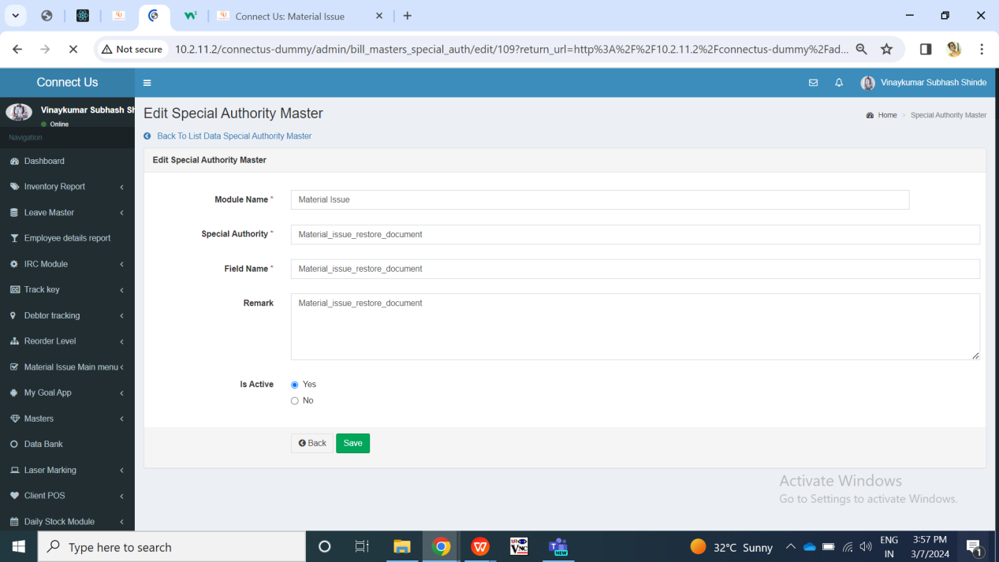 Connect Us: Material Issue
Not secure
10.2.11.2/connectus-dummy/admin/bill_masters_special_auth/edit/109?return_url=http%3A%2F%2F10.2.11.2%2Fconnectus-dummy%2Fad...
Connect Us
Vinaykumar Subhash Shinde
Vinaykumar Subhash Sh
Online
Navigation
Dashboard
Inventory Report
Leave Master
Employee details report
IRC Module
Track key
Debtor tracking
Reorder Level
Material Issue Main menu
My Goal App
Masters
Data Bank
Laser Marking
Client POS
Daily Stock Module
Edit Special Authority Master
Home > Special Authority Master
Back To List Data Special Authority Master
Edit Special Authority Master
Module Name * Material Issue
Special Authority * Material_issue_restore_document
Field Name * Material_issue_restore_document
Remark Material_issue_restore_document
Is Active Yes
No
Back Save
Activate Windows
Go to Settings to activate Windows.
Type here to search
32°C Sunny
ENG
IN
3:57 PM
3/7/2024
1